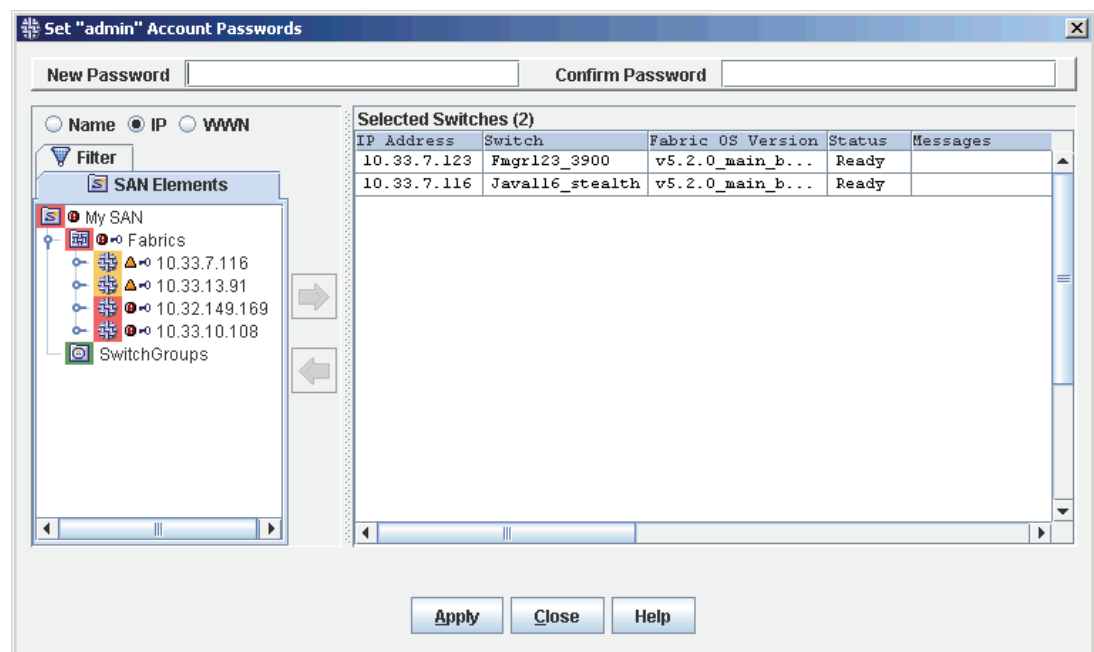 Set "admin" Account Passwords
New Password
Confirm Password
Name IP WWN
Filter
SAN Elements
My SAN
Fabrics
10.33.7.116
10.33.13.91
10.32.149.169
10.33.10.108
SwitchGroups
Selected Switches (2)
IP Address Switch Fabric OS Version Status Messages
10.33.7.123 Fmgr123_3900 v5.2.0_main_b... Ready
10.33.7.116 Java116_stealth v5.2.0_main_b... Ready
Apply Close Help